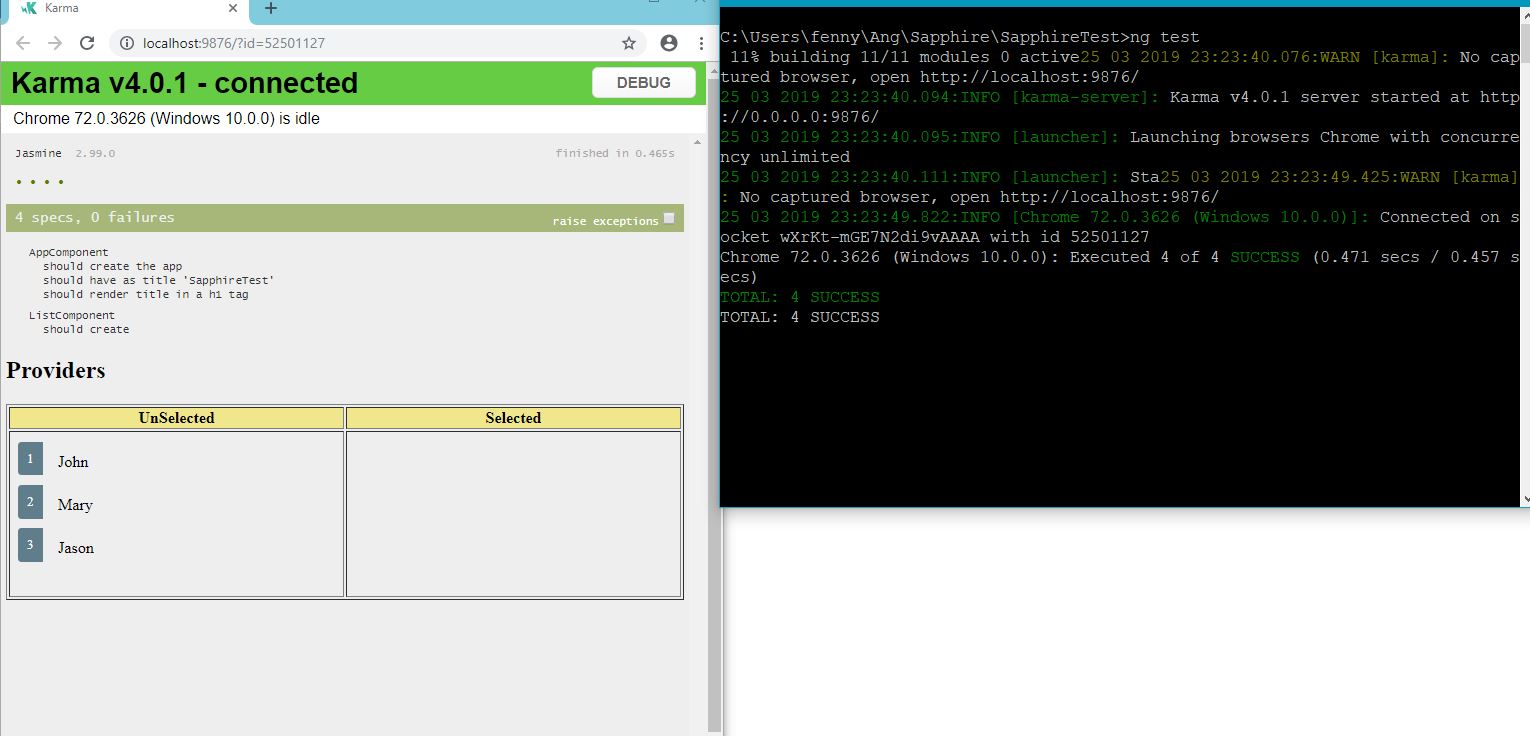 Karma
localhost:9876/?id=52501127
Karma v4.0.1 - connected
DEBUG
Chrome 72.0.3626 (Windows 10.0.0) is idle
Jasmine 2.99.0
finished in 0.465s
4 specs, 0 failures
raise exceptions
AppComponent
should create the app
should have as title 'SapphireTest'
should render title in a h1 tag
ListComponent
should create
Providers
UnSelected
Selected
1 John
2 Mary
3 Jason
C:\Users\fenny\Ang\Sapphire\SapphireTest>ng test
11% building 11/11 modules 0 active25 03 2019 23:23:40.076:WARN [karma]: No cap
tured browser, open http://localhost:9876/
25 03 2019 23:23:40.094:INFO [karma-server]: Karma v4.0.1 server started at http
://0.0.0.0:9876/
25 03 2019 23:23:40.095:INFO [launcher]: Launching browsers Chrome with concurre
ncy unlimited
25 03 2019 23:23:40.111:INFO [launcher]: Sta25 03 2019 23:23:49.425:WARN [karma]
: No captured browser, open http://localhost:9876/
25 03 2019 23:23:49.822:INFO [Chrome 72.0.3626 (Windows 10.0.0)]: Connected on s
ocket wXrKt-mGE7N2di9vAAAA with id 52501127
Chrome 72.0.3626 (Windows 10.0.0): Executed 4 of 4 SUCCESS (0.471 secs / 0.457 s
ecs)
TOTAL: 4 SUCCESS
TOTAL: 4 SUCCESS